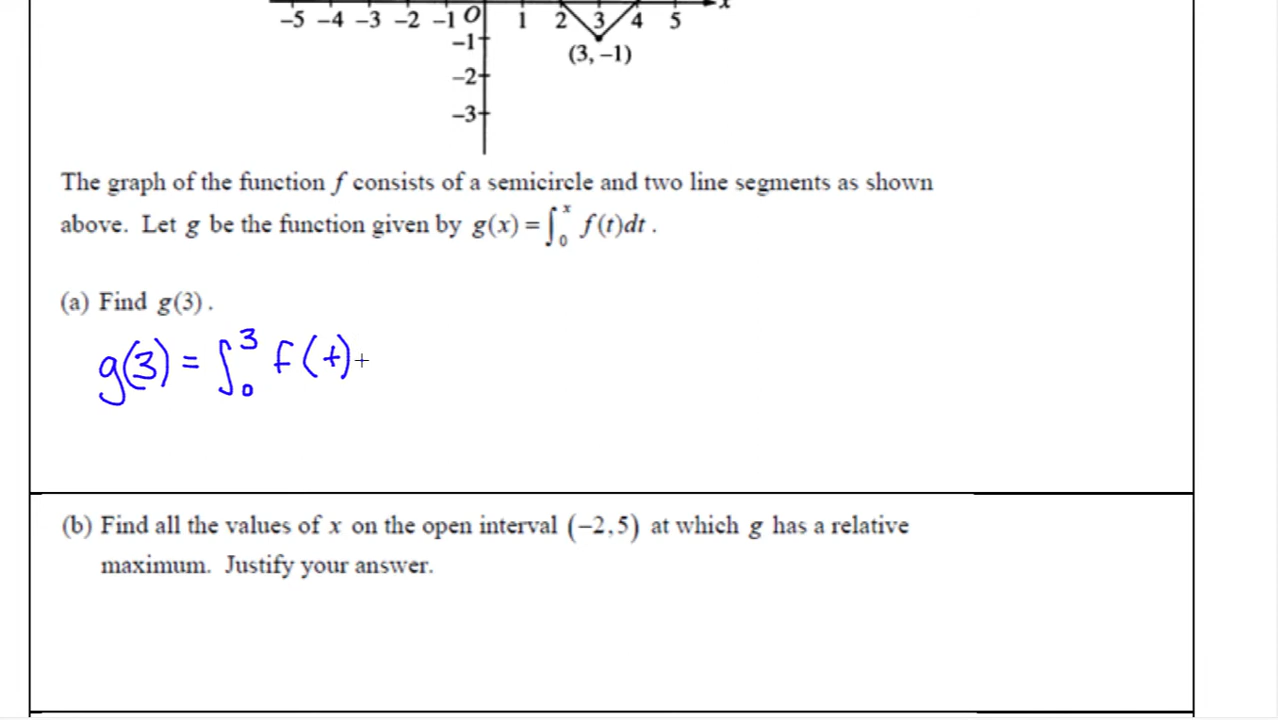 –5 –4 –3 –2 –1 O 1 2 3 4 5 x
–1
(3, –1)
–2
–3
The graph of the function f consists of a semicircle and two line segments as shown
above. Let g be the function given by g(x) = ∫₀ˣ f(t)dt .
(a) Find g(3) .
g(3) = ∫₀³ f(t)
(b) Find all the values of x on the open interval (–2,5) at which g has a relative
maximum. Justify your answer.